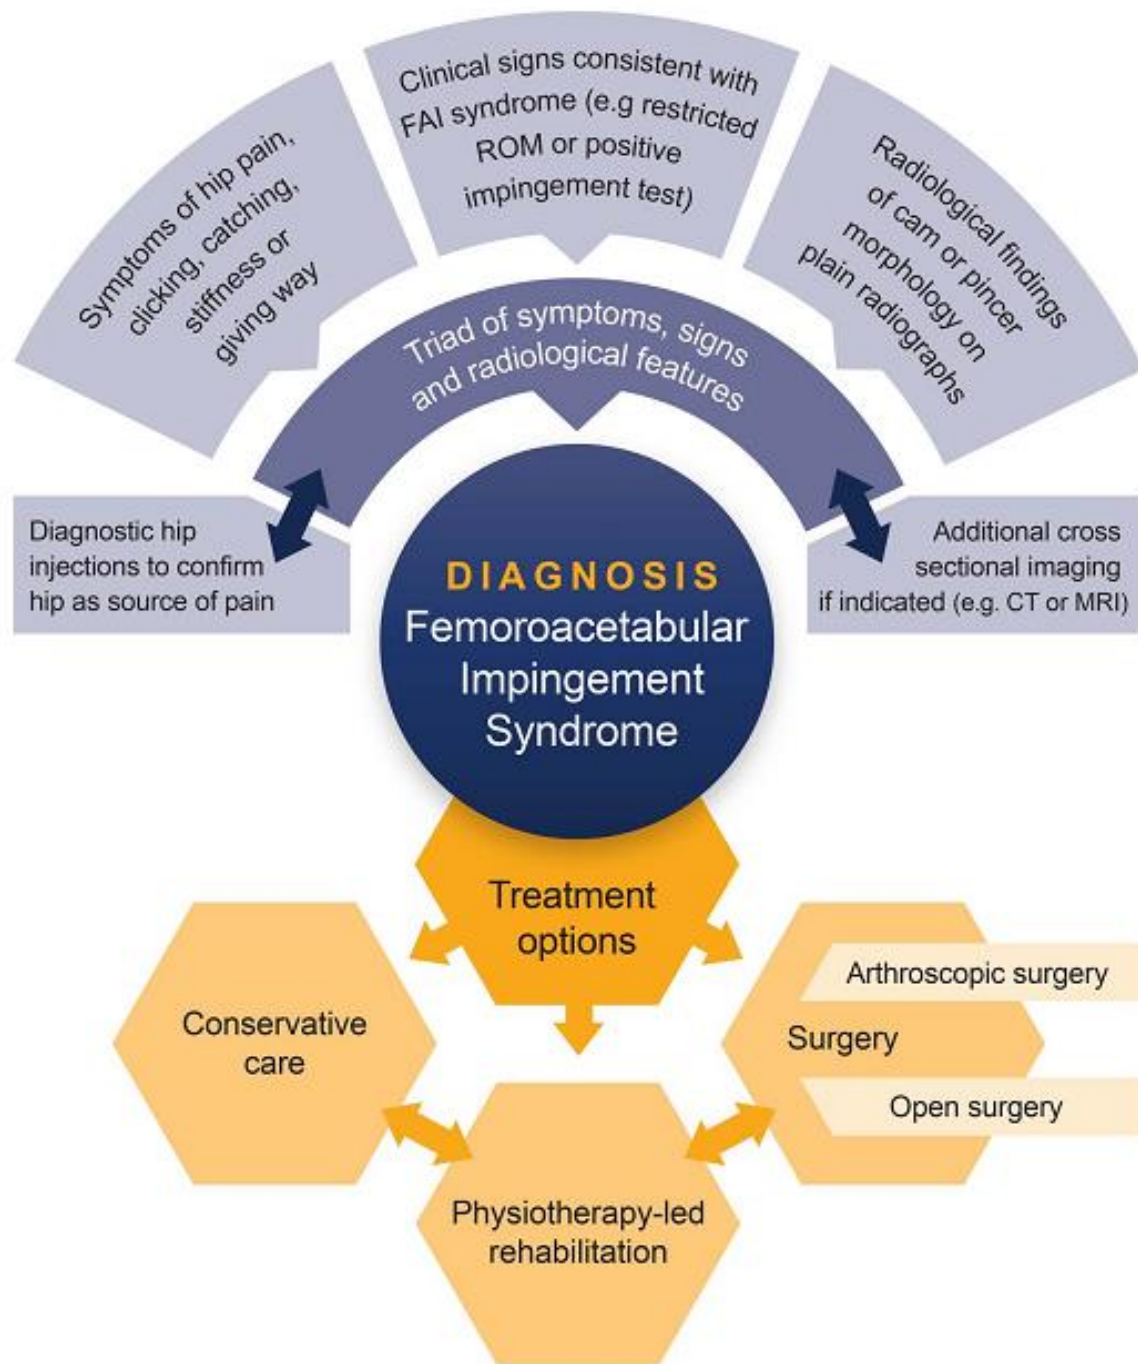 Symptoms of hip pain,
clicking, catching,
stiffness or
giving way
Clinical signs consistent with
FAI syndrome (e.g restricted
ROM or positive
impingement test)
Radiological findings
of cam or pincer
morphology on
plain radiographs
Triad of symptoms, signs
and radiological features
Diagnostic hip
injections to confirm
hip as source of pain
Additional cross
sectional imaging
if indicated (e.g. CT or MRI)
DIAGNOSIS
Femoroacetabular
Impingement
Syndrome
Treatment
options
Conservative
care
Arthroscopic surgery
Surgery
Open surgery
Physiotherapy-led
rehabilitation